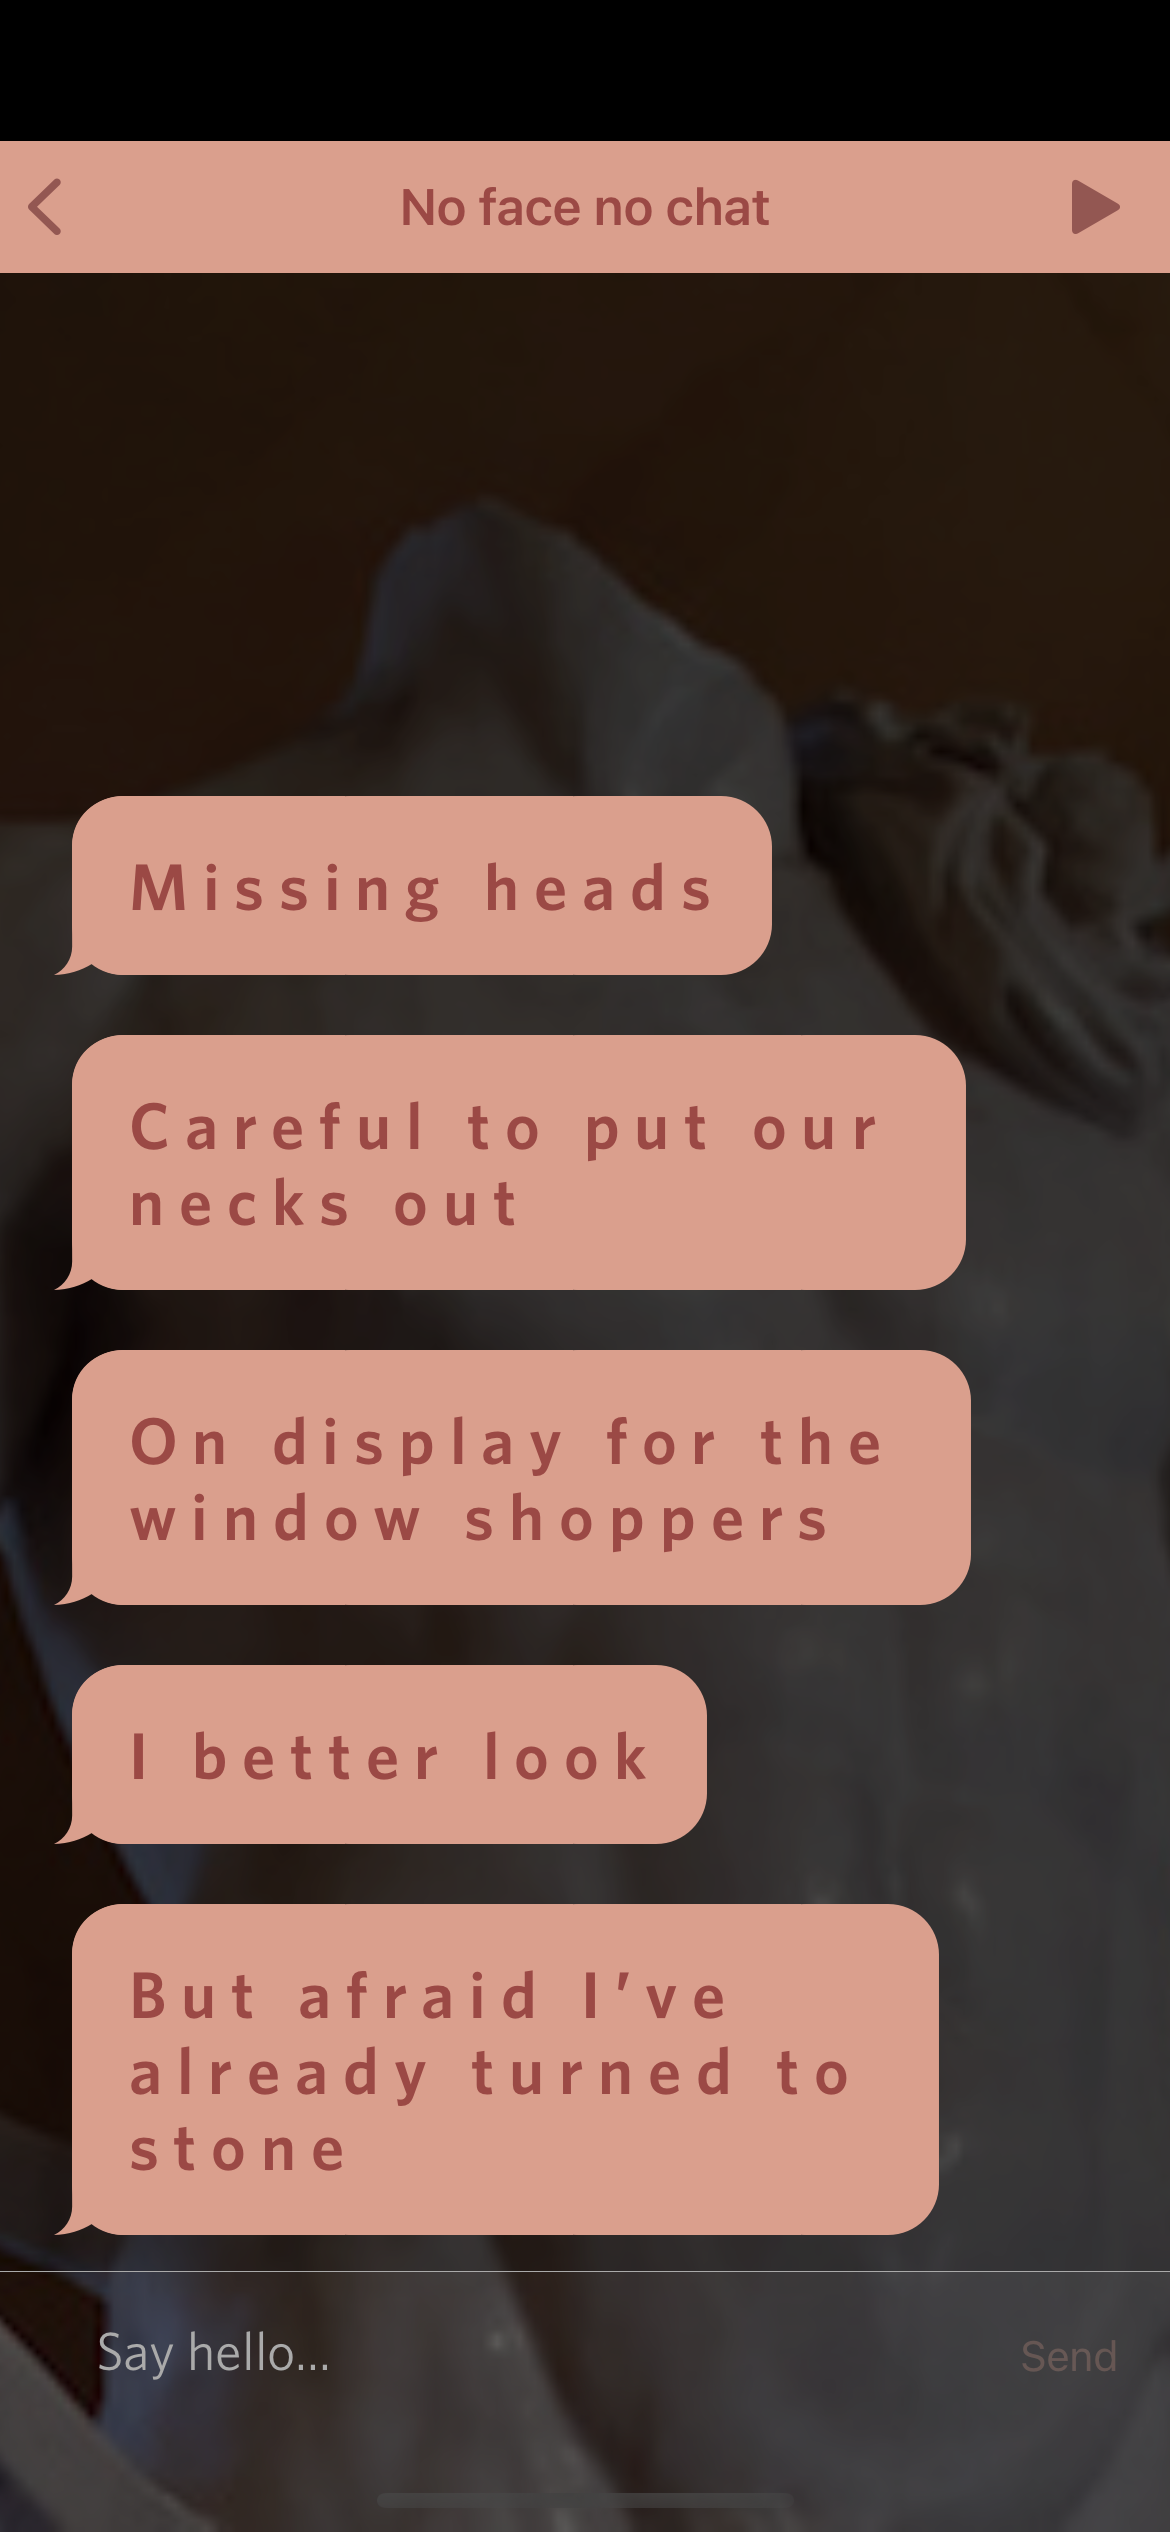 No face no chat
Missing heads
Careful to put our
necks out
On display for the
window shoppers
I better look
But afraid I’ve
already turned to
stone
Say hello...
Send